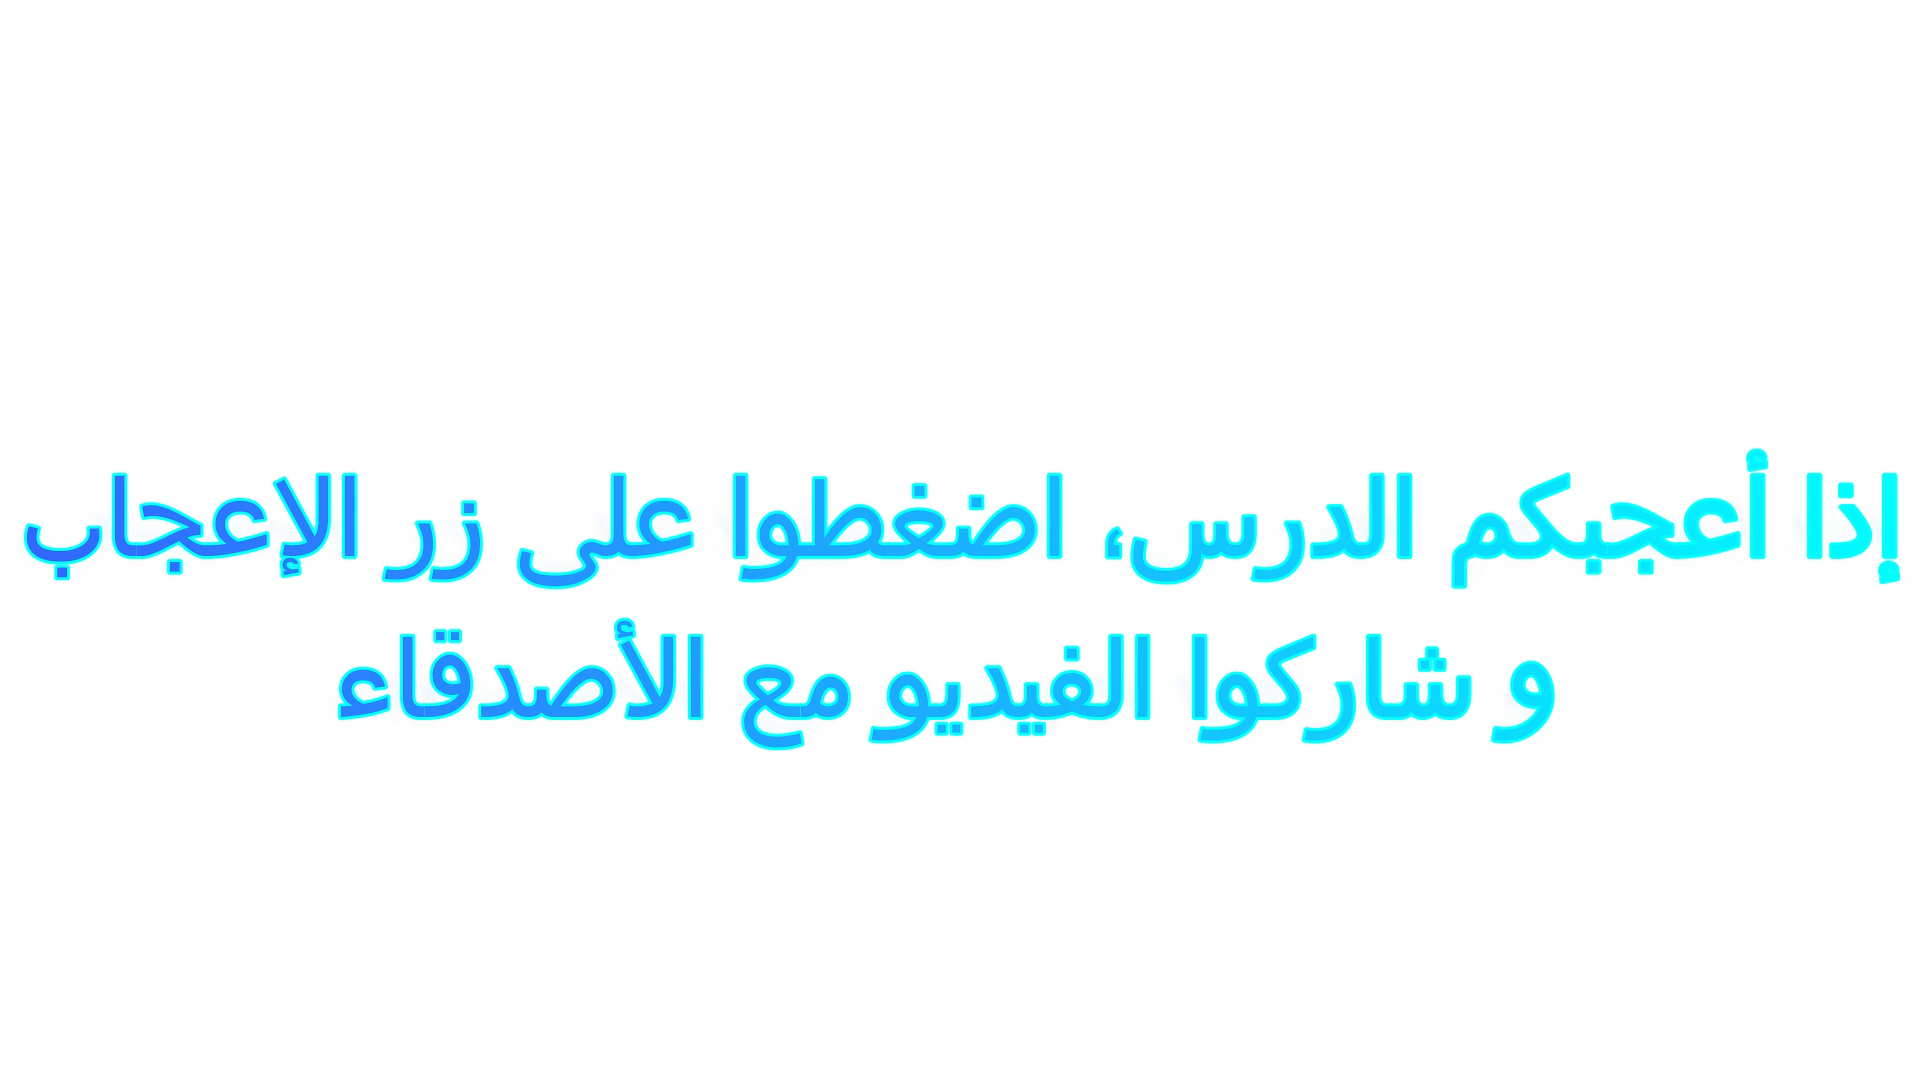 إذا أعجبكم الدرس، اضغطوا على زر الإعجاب
و شاركوا الفيديو مع الأصدقاء